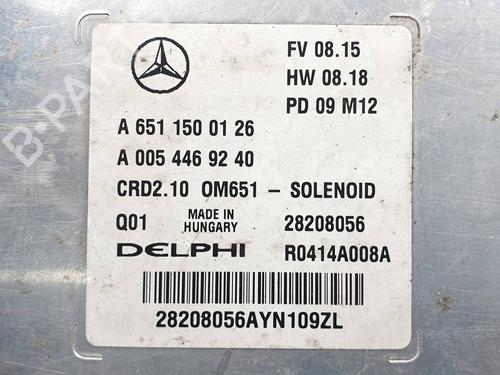 FV 08.15
HW 08.18
PD 09 M12
A 651 150 01 26
A 005 446 92 40
CRD2.10 OM651 – SOLENOID
Q01 MADE IN HUNGARY 28208056
DELPHI R0414A008A
28208056AYN109ZL
B-PARTS